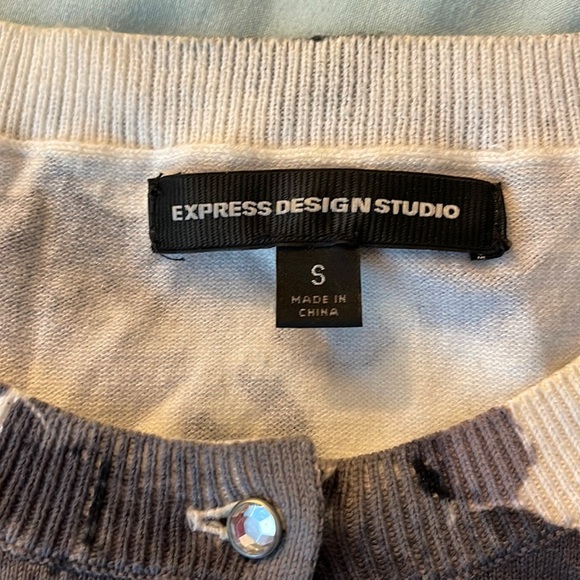 EXPRESS DESIGN STUDIO
S
MADE IN
CHINA